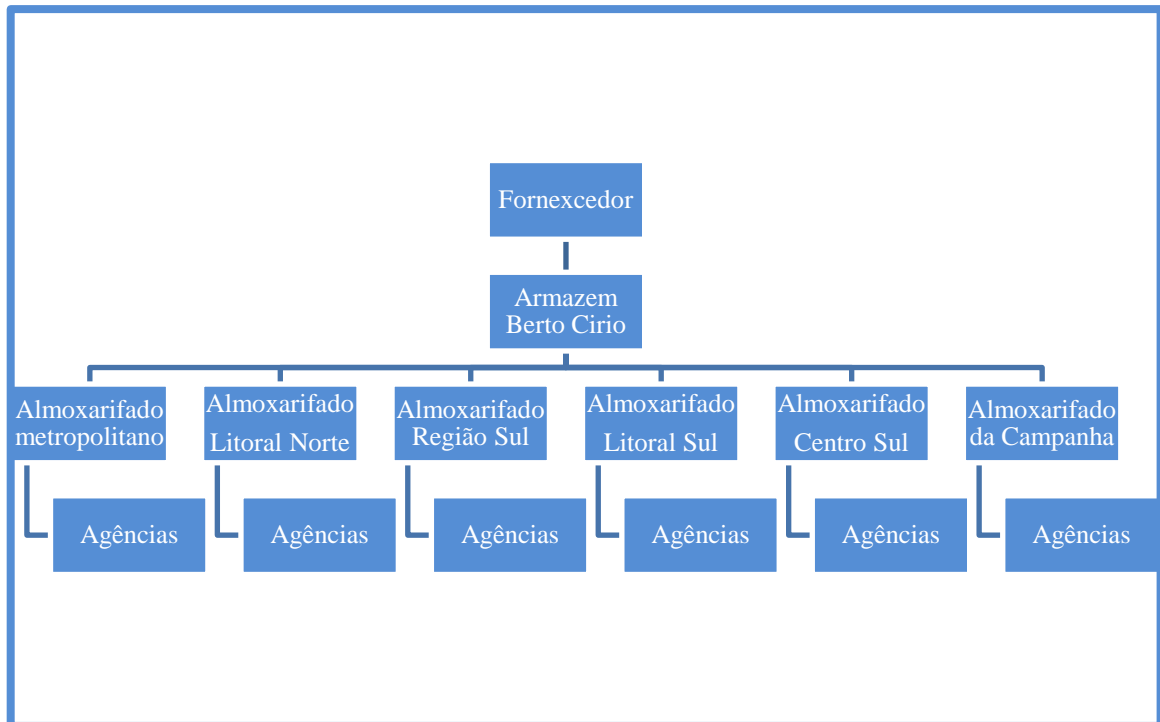 Fornexcedor
Armazem
Berto Cirio
Almoxarifado
metropolitano
Almoxarifado
Litoral Norte
Almoxarifado
Região Sul
Almoxarifado
Litoral Sul
Almoxarifado
Centro Sul
Almoxarifado
da Campanha
Agências
Agências
Agências
Agências
Agências
Agências